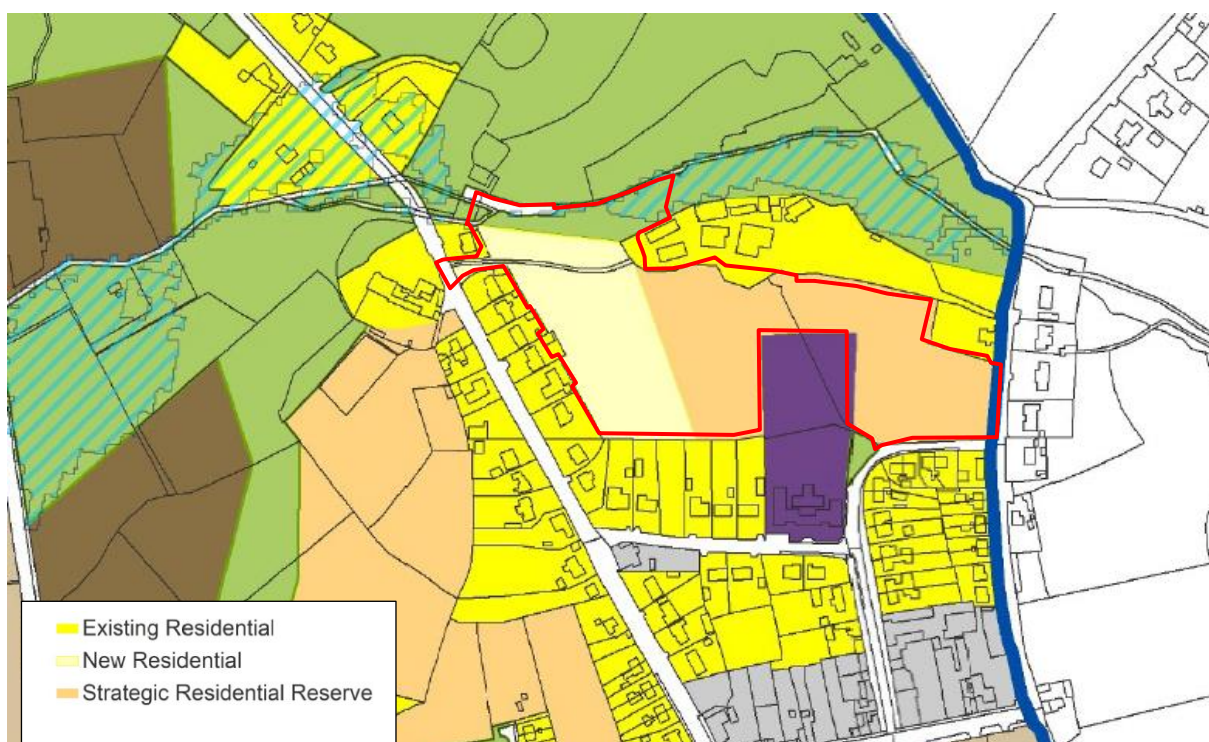 Existing Residential
New Residential
Strategic Residential Reserve